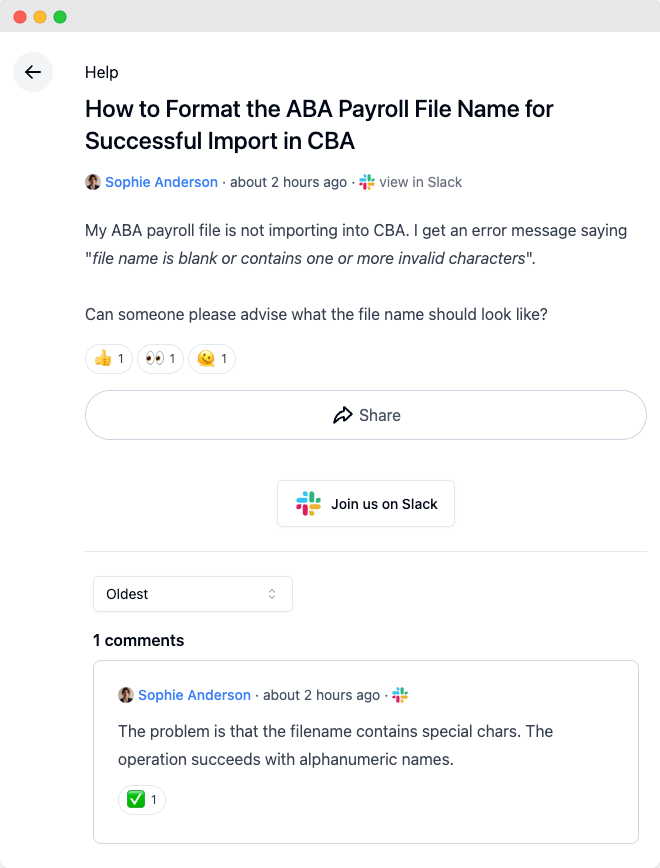 Help
How to Format the ABA Payroll File Name for
Successful Import in CBA
Sophie Anderson · about 2 hours ago · view in Slack
My ABA payroll file is not importing into CBA. I get an error message saying
"file name is blank or contains one or more invalid characters".
Can someone please advise what the file name should look like?
1 1 1
Share
Join us on Slack
Oldest
1 comments
Sophie Anderson · about 2 hours ago ·
The problem is that the filename contains special chars. The
operation succeeds with alphanumeric names.
1